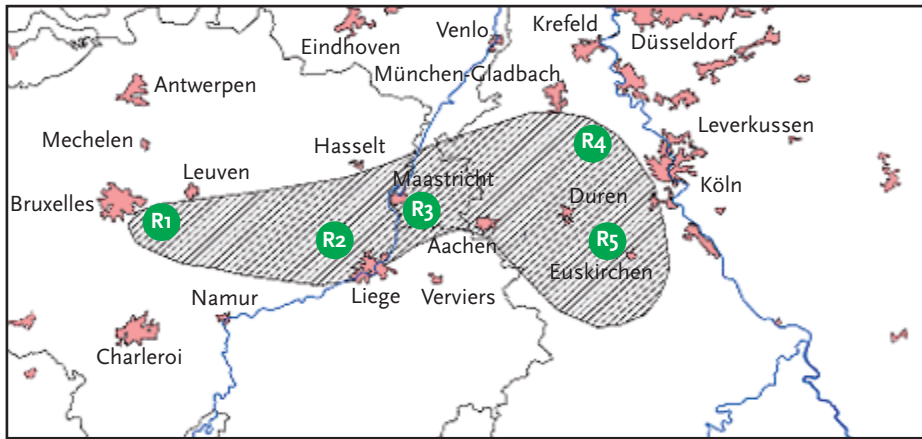 Venlo
Krefeld
Düsseldorf
Eindhoven
München-Gladbach
Antwerpen
Leverkussen
Mechelen
Hasselt
R4
Leuven
Maastricht
Köln
Bruxelles
Duren
R1
R3
R2
Aachen
R5
Euskirchen
Namur
Liege
Verviers
Charleroi